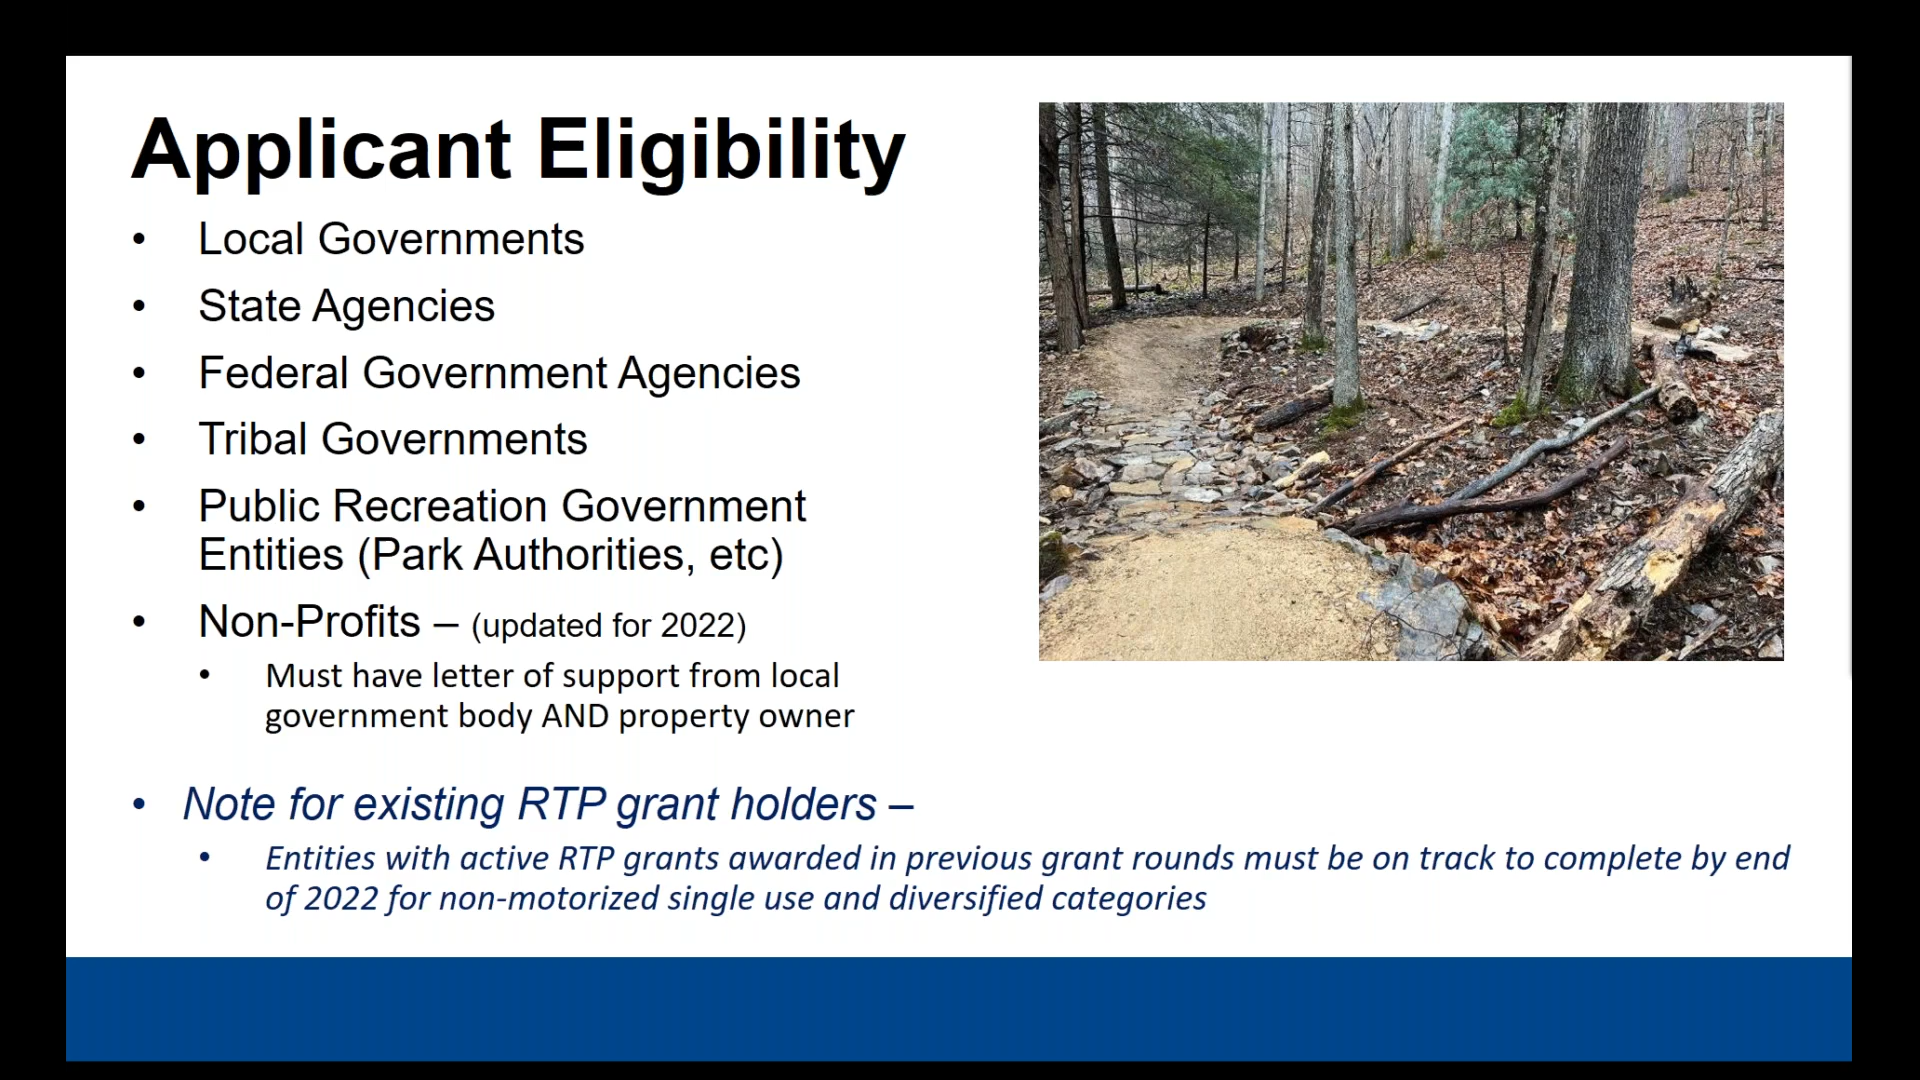 Applicant Eligibility
• Local Governments
• State Agencies
• Federal Government Agencies
• Tribal Governments
• Public Recreation Government
Entities (Park Authorities, etc)
• Non-Profits – (updated for 2022)
• Must have letter of support from local
government body AND property owner
• Note for existing RTP grant holders –
• Entities with active RTP grants awarded in previous grant rounds must be on track to complete by end
of 2022 for non-motorized single use and diversified categories